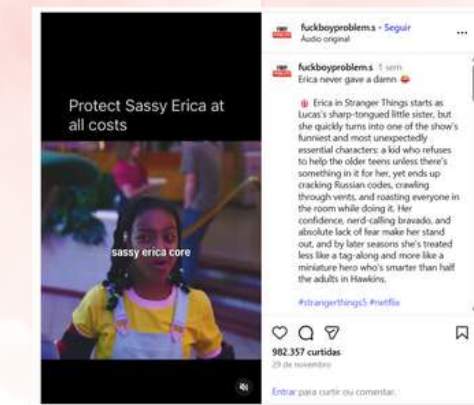 Protect Sassy Erica at
all costs
sassy erica core
fuckboyproblem.s • Seguir
Áudio original
fuckboyproblem.s 1 sem
Erica never gave a damn
Erica in Stranger Things starts as
Lucas's sharp-tongued little sister, but
she quickly turns into one of the show's
funniest and most unexpectedly
essential characters: a kid who refuses
to help the older teens unless there's
something in it for her, yet ends up
cracking Russian codes, crawling
through vents, and roasting everyone in
the room while doing it. Her
confidence, nerd-calling bravado, and
absolute lack of fear make her stand
out, and by later seasons she's treated
less like a tag-along and more like a
miniature hero who's smarter than half
the adults in Hawkins.
#strangerthings5 #netflix
982.357 curtidas
29 de novembro
Entrar para curtir ou comentar.